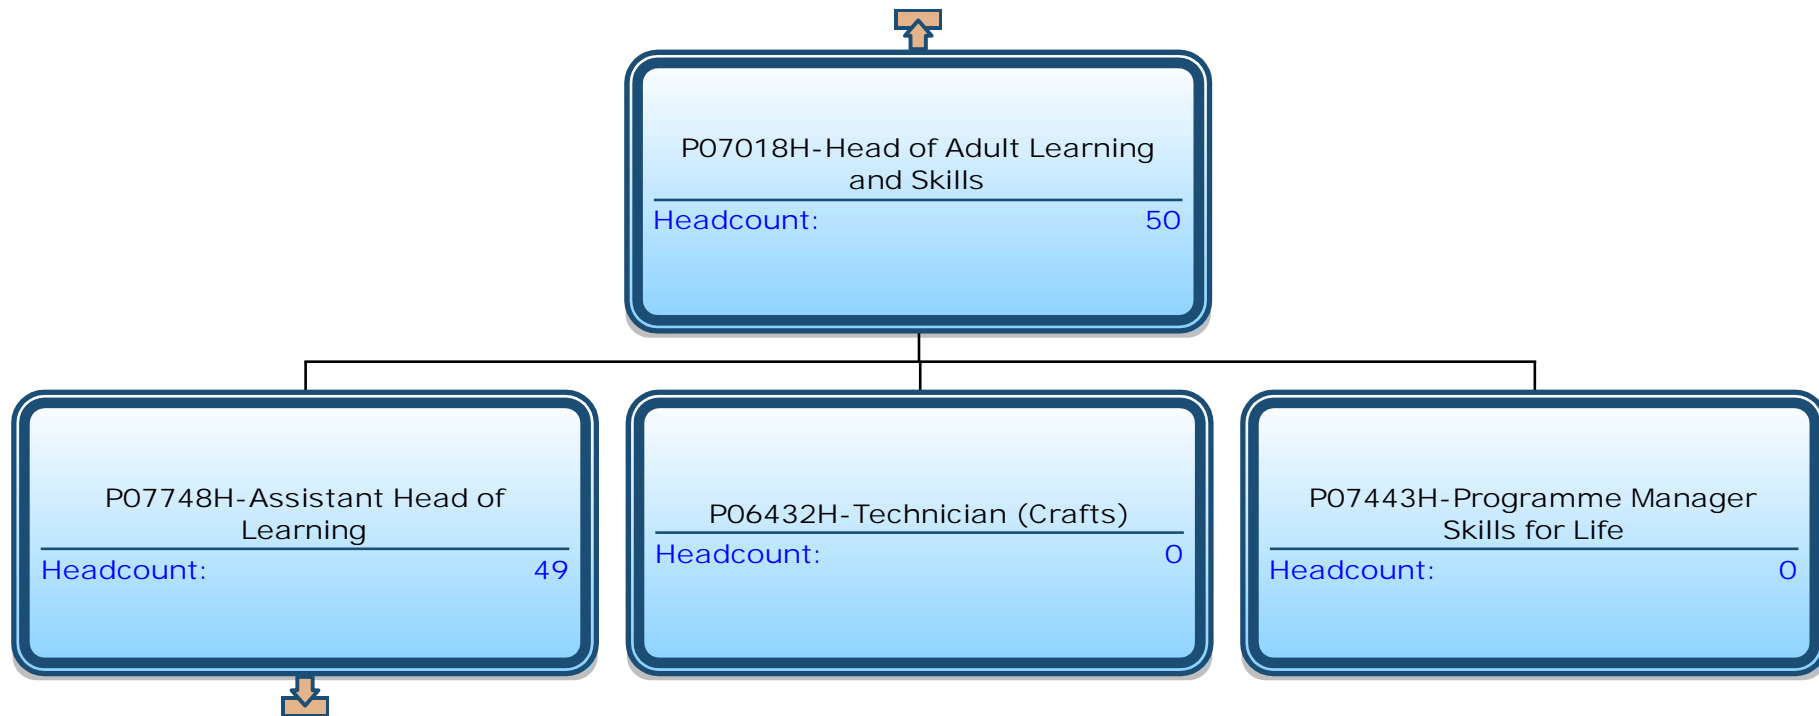 P07018H-Head of Adult Learning
and Skills
Headcount: 50
P07748H-Assistant Head of
Learning
Headcount: 49
P06432H-Technician (Crafts)
Headcount: 0
P07443H-Programme Manager
Skills for Life
Headcount: 0